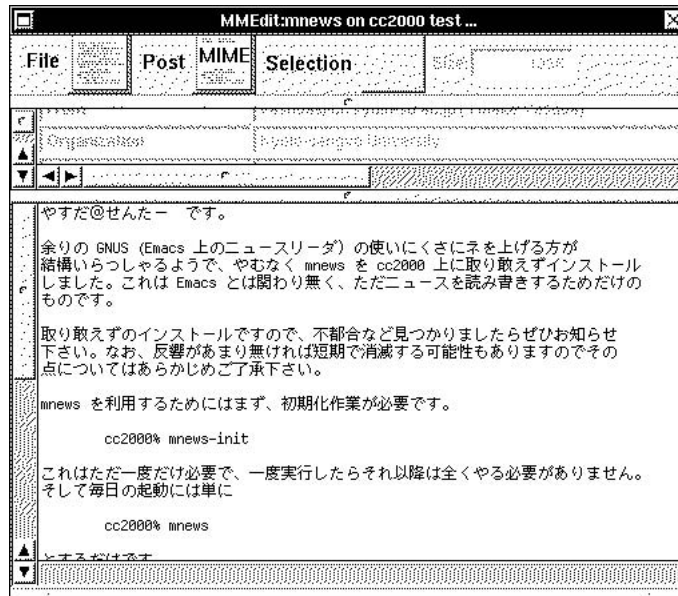 MMEdit:mnews on cc2000 test ...
File Post MIME Selection
Organization Kyoto Sangyo University
やすだ@せんたー　です。
余りの GNUS (Emacs 上のニュースリーダ) の使いにくさにネを上げる方が
結構いらっしゃるようで、やむなく mnews を cc2000 上に取り敢えずインストール
しました。これは Emacs とは関わり無く、ただニュースを読み書きするためだけの
ものです。
取り敢えずのインストールですので、不都合など見つかりましたらぜひお知らせ
下さい。なお、反響があまり無ければ短期で消滅する可能性もありますのでその
点についてはあらかじめご了承下さい。
mnews を利用するためにはまず、初期化作業が必要です。
cc2000% mnews-init
これはただ一度だけ必要で、一度実行したらそれ以降は全くやる必要がありません。
そして毎日の起動には単に
cc2000% mnews
とするだけです